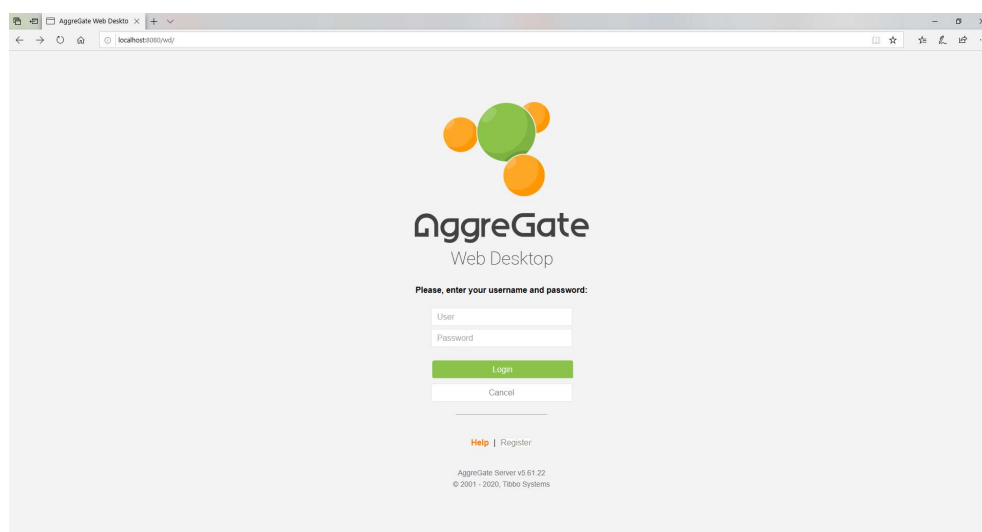 AggreGate Web Deskto
localhost:8080/wd/
AggreGate
Web Desktop
Please, enter your username and password:
User
Password
Login
Cancel
Help | Register
AggreGate Server v5.61.22
© 2001 - 2020, Tibbo Systems